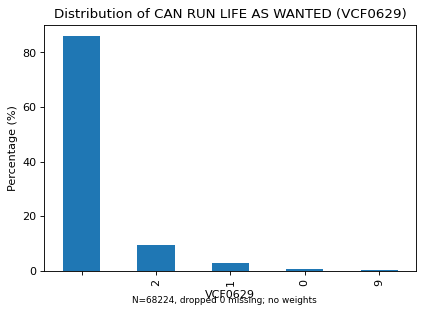 Distribution of CAN RUN LIFE AS WANTED (VCF0629)
Percentage (%)
80
60
40
20
0
2
1
0
9
VCF0629
N=68224, dropped 0 missing; no weights